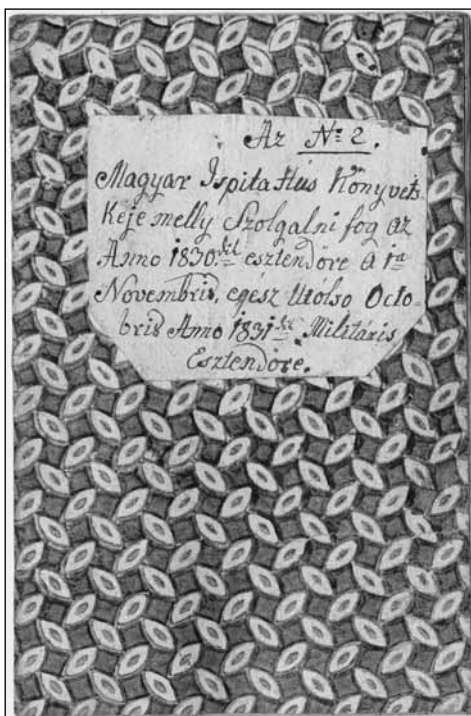 Az No 2.
Magyar Ispita Hús Könyvets-
Kéje melly Szolgalni fog az
Anno 1830dik esztendőre a 1a
Novembris, egész utólso Octo-
bris Anno 1831dik Militaris
Esztendőre.